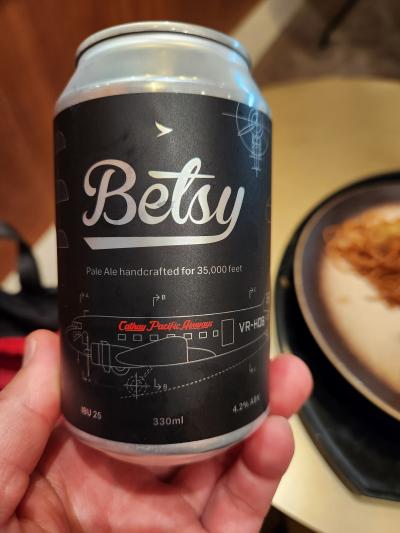 Betsy
Pale Ale handcrafted for 35,000 feet
A
B
C
Cathay Pacific Airways
VR-HDB
B
IBU 25
330ml
4.2% ABV